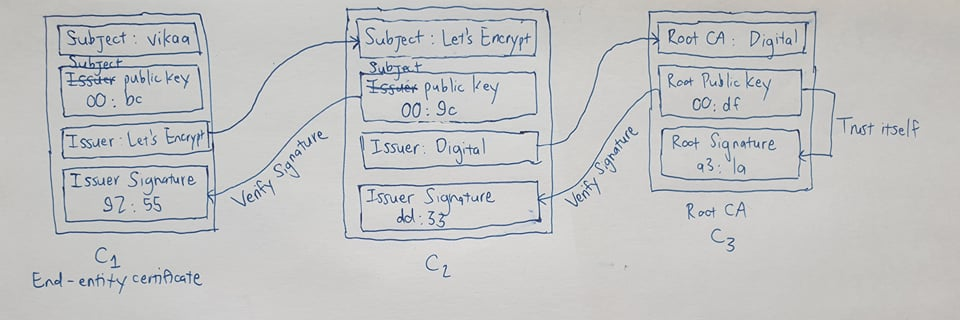 Subject: vikaa
Subject
Issuer public key
00: bc
Issuer: Let's Encrypt
Issuer Signature
92: 55
C1
End-entity certificate
Verify Signature
Subject: Let's Encrypt
Subject
Issuer public key
00: 9c
Issuer: Digital
Issuer Signature
dd: 33
C2
Verify Signature
Root CA: Digital
Root Public Key
00: df
Root Signature
a3: 1a
Trust itself
Root CA
C3